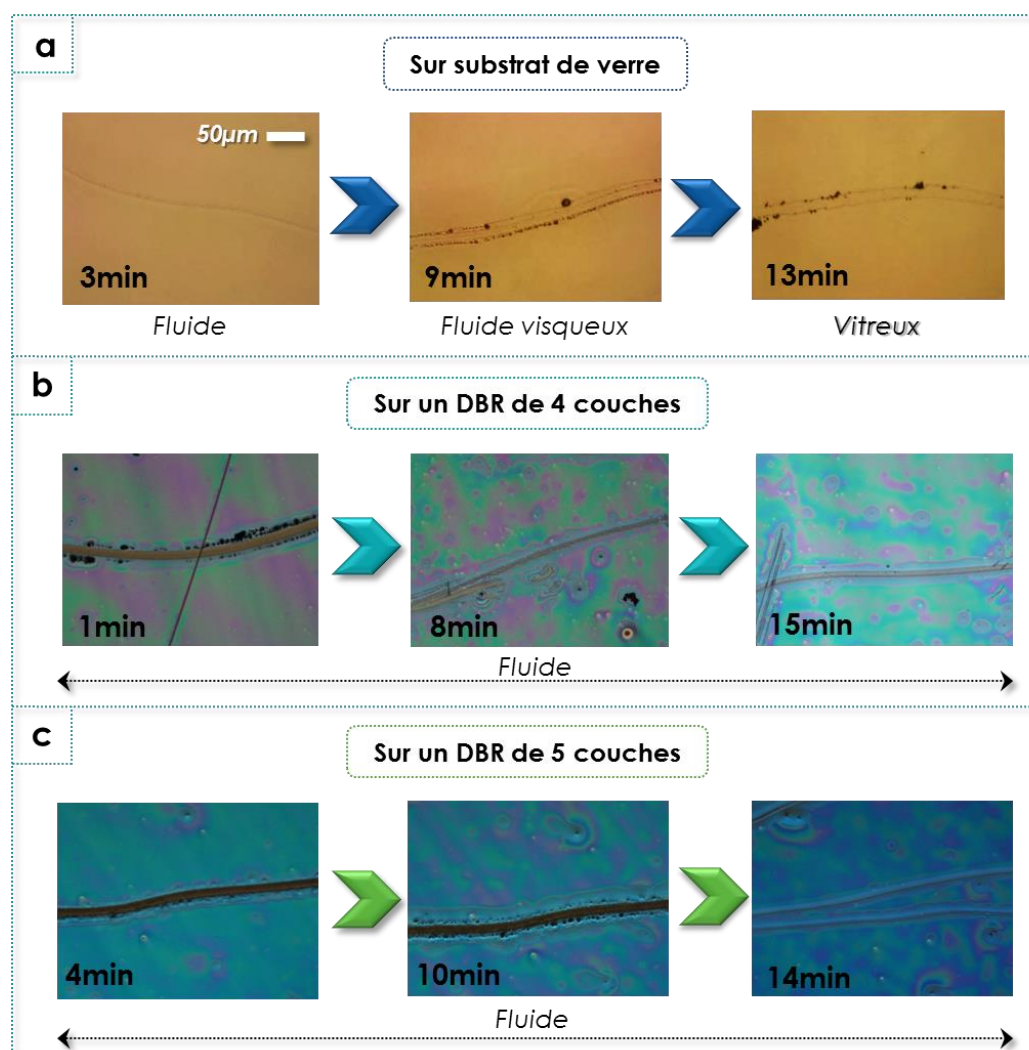 a
Sur substrat de verre
50µm
3min
9min
13min
Fluide
Fluide visqueux
Vitreux
b
Sur un DBR de 4 couches
1min
8min
15min
Fluide
c
Sur un DBR de 5 couches
4min
10min
14min
Fluide